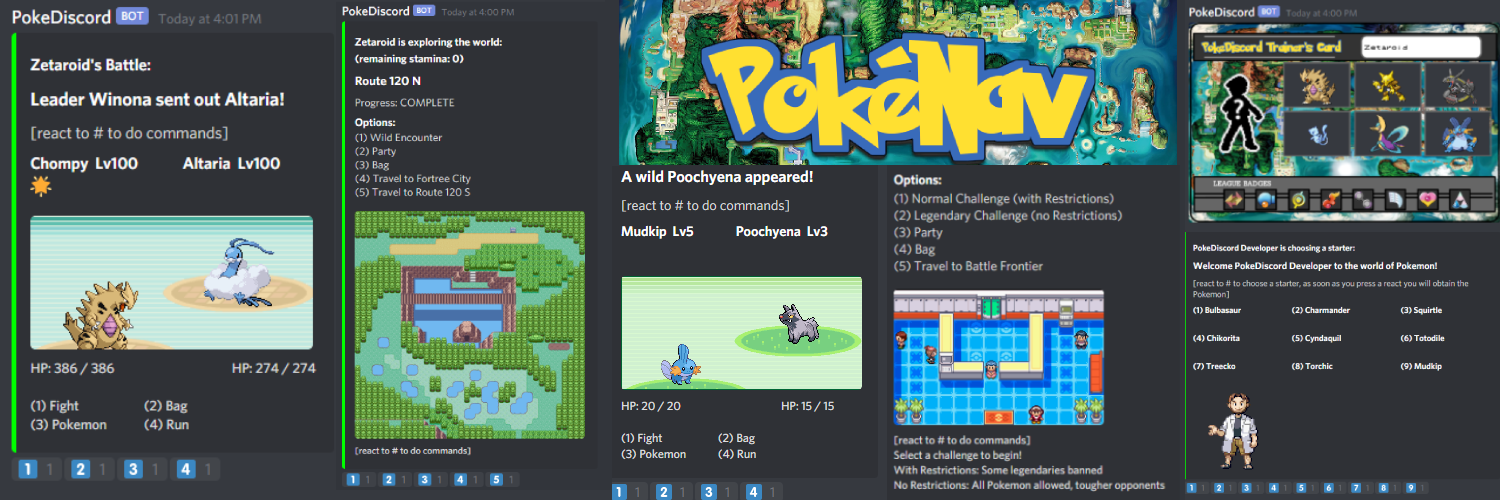 PokeDiscord BOT Today at 4:01 PM
Zetaroid's Battle:
Leader Winona sent out Altaria!
[react to # to do commands]
Chompy Lv100 Altaria Lv100
HP: 386 / 386 HP: 274 / 274
(1) Fight (2) Bag
(3) Pokemon (4) Run
1 1 2 1 3 1 4 1
PokeDiscord BOT Today at 4:00 PM
Zetaroid is exploring the world:
(remaining stamina: 0)
Route 120 N
Progress: COMPLETE
Options:
(1) Wild Encounter
(2) Party
(3) Bag
(4) Travel to Fortree City
(5) Travel to Route 120 S
[react to # to do commands]
1 1 2 1 3 1 4 1 5 1
PokéNav
A wild Poochyena appeared!
[react to # to do commands]
Mudkip Lv5 Poochyena Lv3
HP: 20 / 20 HP: 15 / 15
(1) Fight (2) Bag
(3) Pokemon (4) Run
1 1 2 1 3 1 4 1
Options:
(1) Normal Challenge (with Restrictions)
(2) Legendary Challenge (no Restrictions)
(3) Party
(4) Bag
(5) Travel to Battle Frontier
[react to # to do commands]
Select a challenge to begin!
With Restrictions: Some legendaries banned
No Restrictions: All Pokemon allowed, tougher opponents
PokeDiscord BOT Today at 4:00 PM
PokeDiscord Trainer's Card Zetaroid
?
LEAGUE BADGES
PokeDiscord Developer is choosing a starter:
Welcome PokeDiscord Developer to the world of Pokemon!
[react to # to choose a starter, as soon as you press a react you will obtain the
Pokemon]
(1) Bulbasaur (2) Charmander (3) Squirtle
(4) Chikorita (5) Cyndaquil (6) Totodile
(7) Treecko (8) Torchic (9) Mudkip
1 1 2 1 3 1 4 1 5 1 6 1 7 1 8 1 9 1